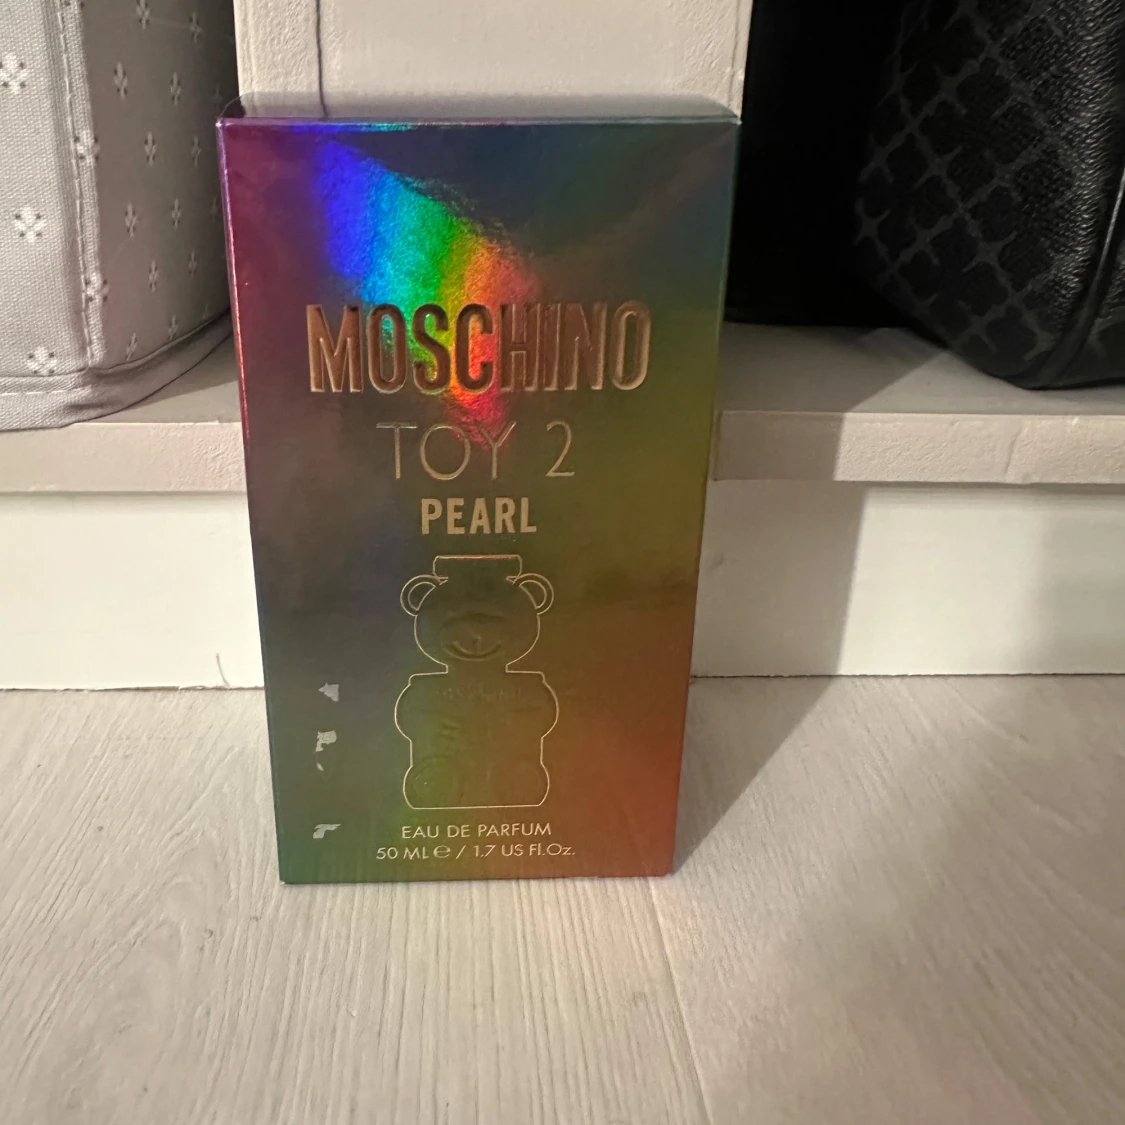 MOSCHINO
TOY 2
PEARL
EAU DE PARFUM
50 ML ℮ / 1.7 US Fl.Oz.